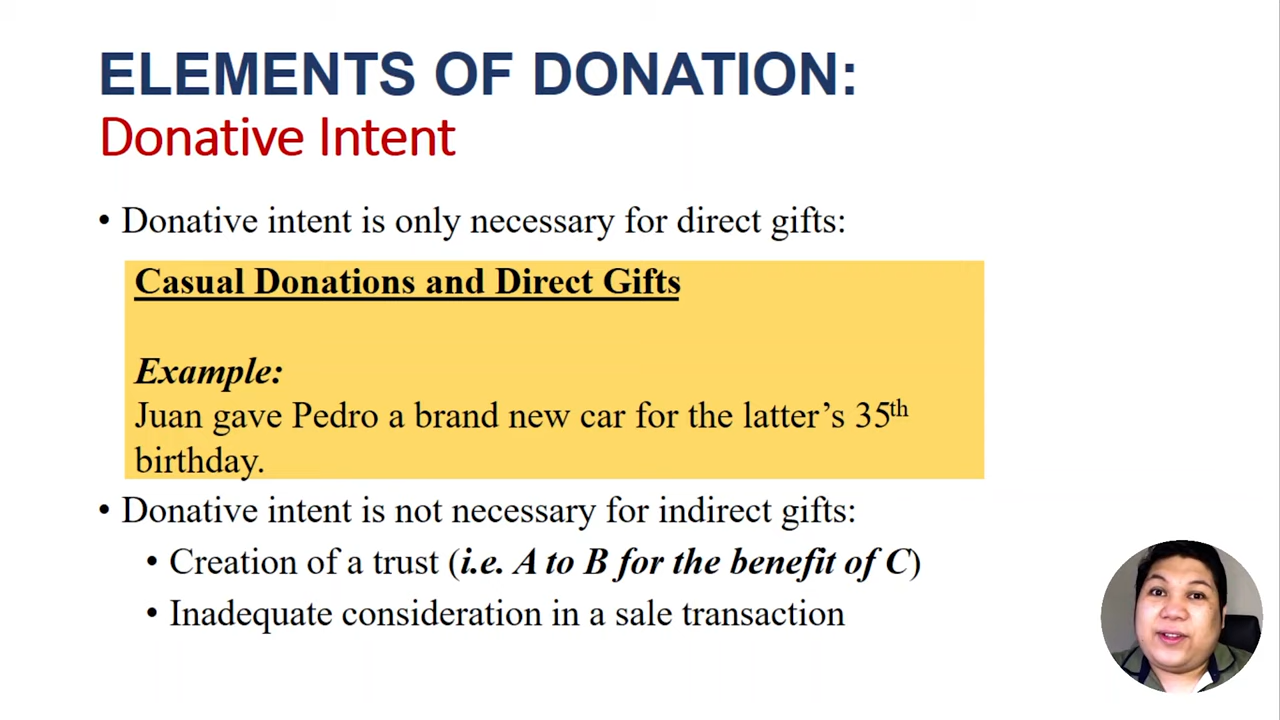 ELEMENTS OF DONATION:
Donative Intent
• Donative intent is only necessary for direct gifts:
Casual Donations and Direct Gifts
Example:
Juan gave Pedro a brand new car for the latter’s 35th
birthday.
• Donative intent is not necessary for indirect gifts:
• Creation of a trust (i.e. A to B for the benefit of C)
• Inadequate consideration in a sale transaction